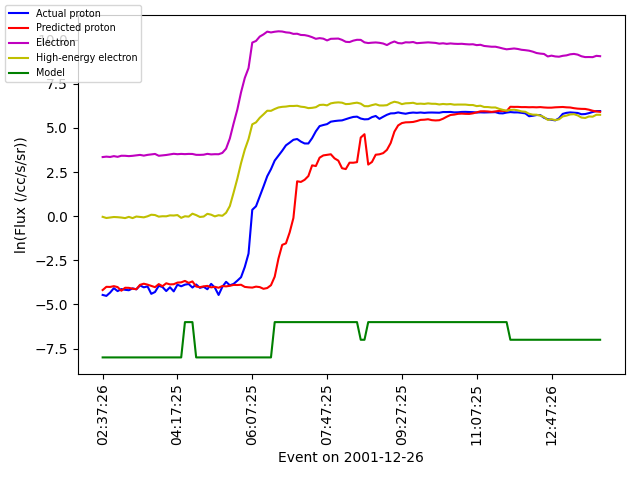 Actual proton
Predicted proton
Electron
High-energy electron
Model
10.0
7.5
5.0
2.5
0.0
−2.5
−5.0
−7.5
ln(Flux (/cc/s/sr))
02:37:26
04:17:25
06:07:25
07:47:25
09:27:25
11:07:25
12:47:26
Event on 2001-12-26